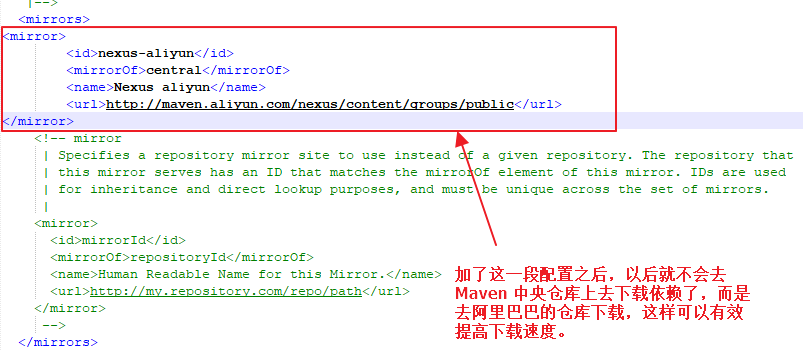 |-->
<mirrors>
<mirror>
<id>nexus-aliyun</id>
<mirrorOf>central</mirrorOf>
<name>Nexus aliyun</name>
<url>http://maven.aliyun.com/nexus/content/groups/public</url>
</mirror>
<!-- mirror
| Specifies a repository mirror site to use instead of a given repository. The repository that
| this mirror serves has an ID that matches the mirrorOf element of this mirror. IDs are used
| for inheritance and direct lookup purposes, and must be unique across the set of mirrors.
|
<mirror>
<id>mirrorId</id>
<mirrorOf>repositoryId</mirrorOf>
<name>Human Readable Name for this Mirror.</name>
<url>http://my.repository.com/repo/path</url>
</mirror>
-->
</mirrors>
加了这一段配置之后，以后就不会去
Maven 中央仓库上去下载依赖了，而是
去阿里巴巴的仓库下载，这样可以有效
提高下载速度。